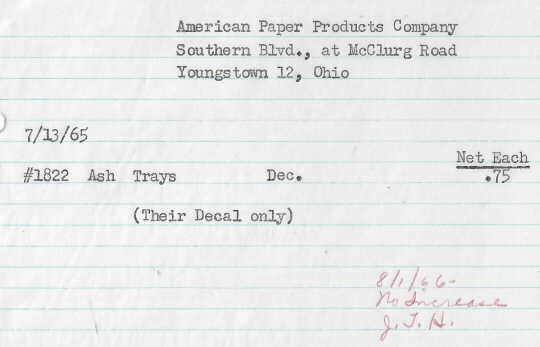 American Paper Products Company
Southern Blvd., at McClurg Road
Youngstown 12, Ohio
7/13/65
Net Each
#1822 Ash Trays Dec. .75
(Their Decal only)
8/1/66-
No Increase
J.T.H.